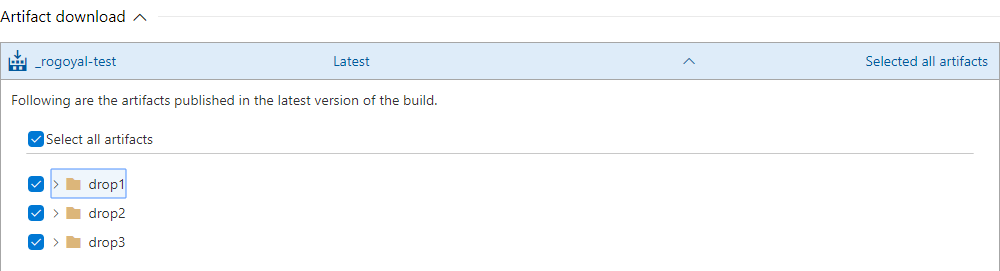 Artifact download
_rogoyal-test Latest Selected all artifacts
Following are the artifacts published in the latest version of the build.
Select all artifacts
drop1
drop2
drop3